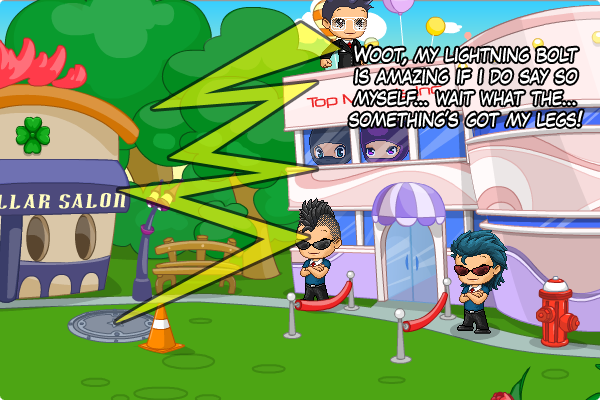 WOOT, MY LIGHTNING BOLT
IS AMAZING IF I DO SAY SO
MYSELF... WAIT WHAT THE...
SOMETHING'S GOT MY LEGS!
Top M
LLAR SALON